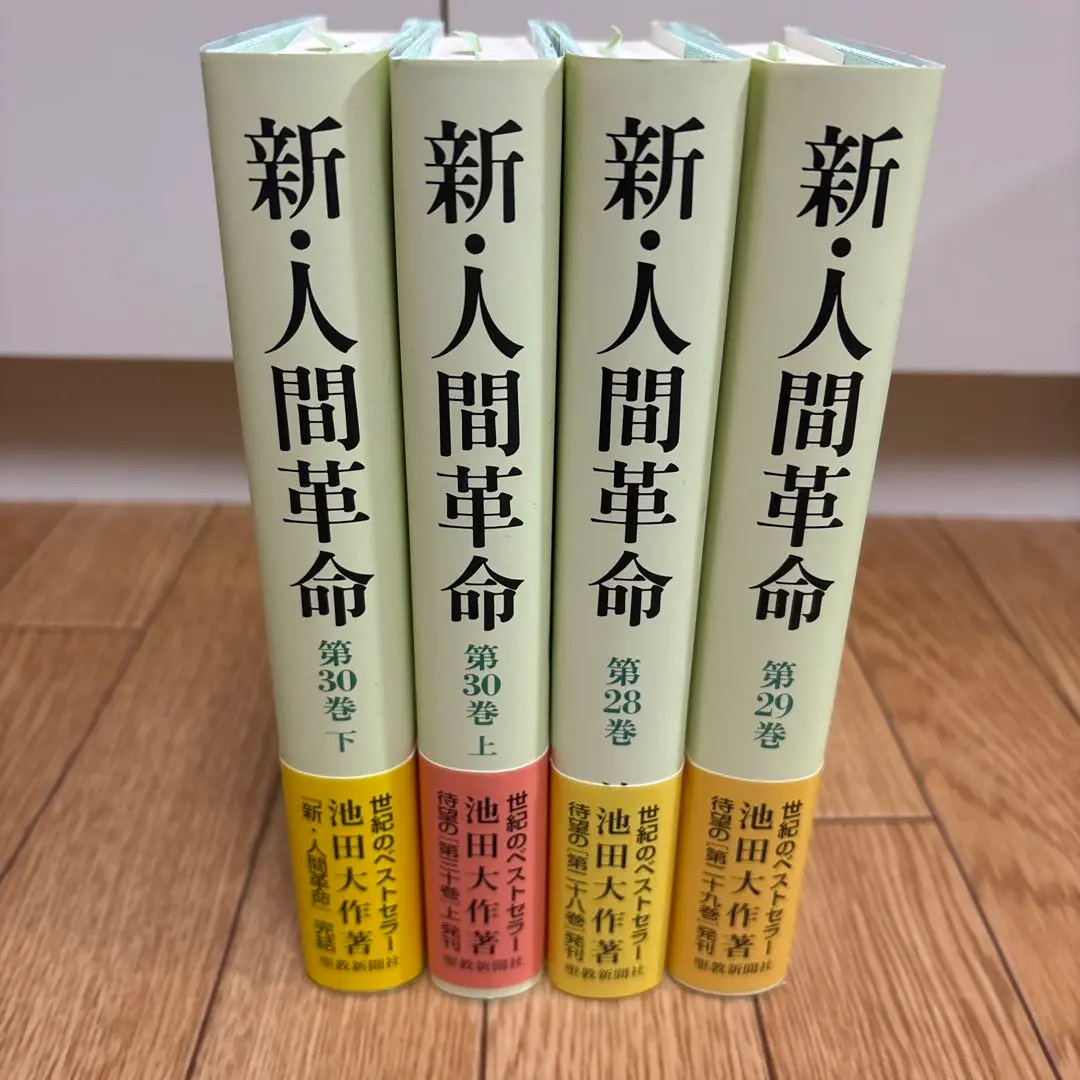 新・人間革命
第30巻 下
世紀のベストセラー
池田大作著
『新・人間革命』完結
聖教新聞社
新・人間革命
第30巻 上
世紀のベストセラー
池田大作著
待望の「第三十巻」上 発刊
聖教新聞社
新・人間革命
第28巻
世紀のベストセラー
池田大作著
待望の「第二十八巻」発刊
聖教新聞社
新・人間革命
第29巻
世紀のベストセラー
池田大作著
待望の「第二十九巻」発刊
聖教新聞社